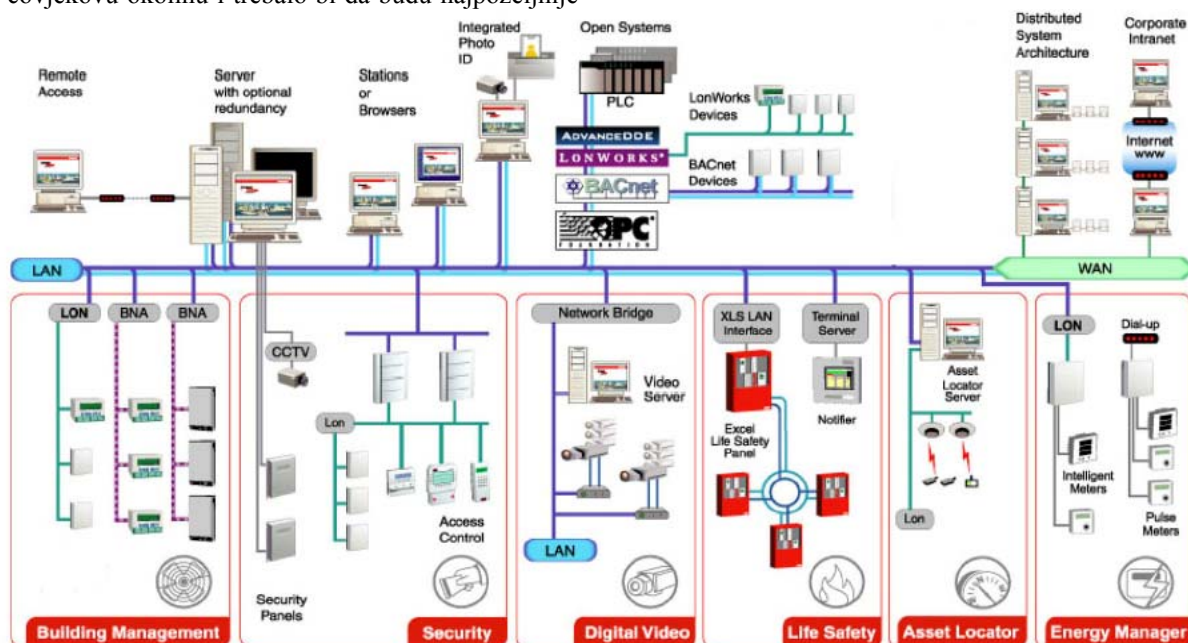 čovjekovu okolinu i trebalo bi da budu najpoželjnije
Remote
Access
Server
with optional
redundancy
Stations
or
Browsers
Integrated
Photo
ID
Open Systems
PLC
ADVANCEDDE
LONWORKS®
BACnet
OPC
FOUNDATION
LonWorks
Devices
BACnet
Devices
Distributed
System
Architecture
Corporate
Intranet
Internet
www
LAN
WAN
LON
BNA
BNA
Building Management
CCTV
Lon
Access
Control
Security
Panels
Security
Network Bridge
Video
Server
LAN
Digital Video
XLS LAN
Interface
Terminal
Server
Excel
Life Safety
Panel
Notifier
Life Safety
Asset
Locator
Server
Lon
Asset Locator
LON
Dial-up
Intelligent
Meters
Pulse
Meters
Energy Manager